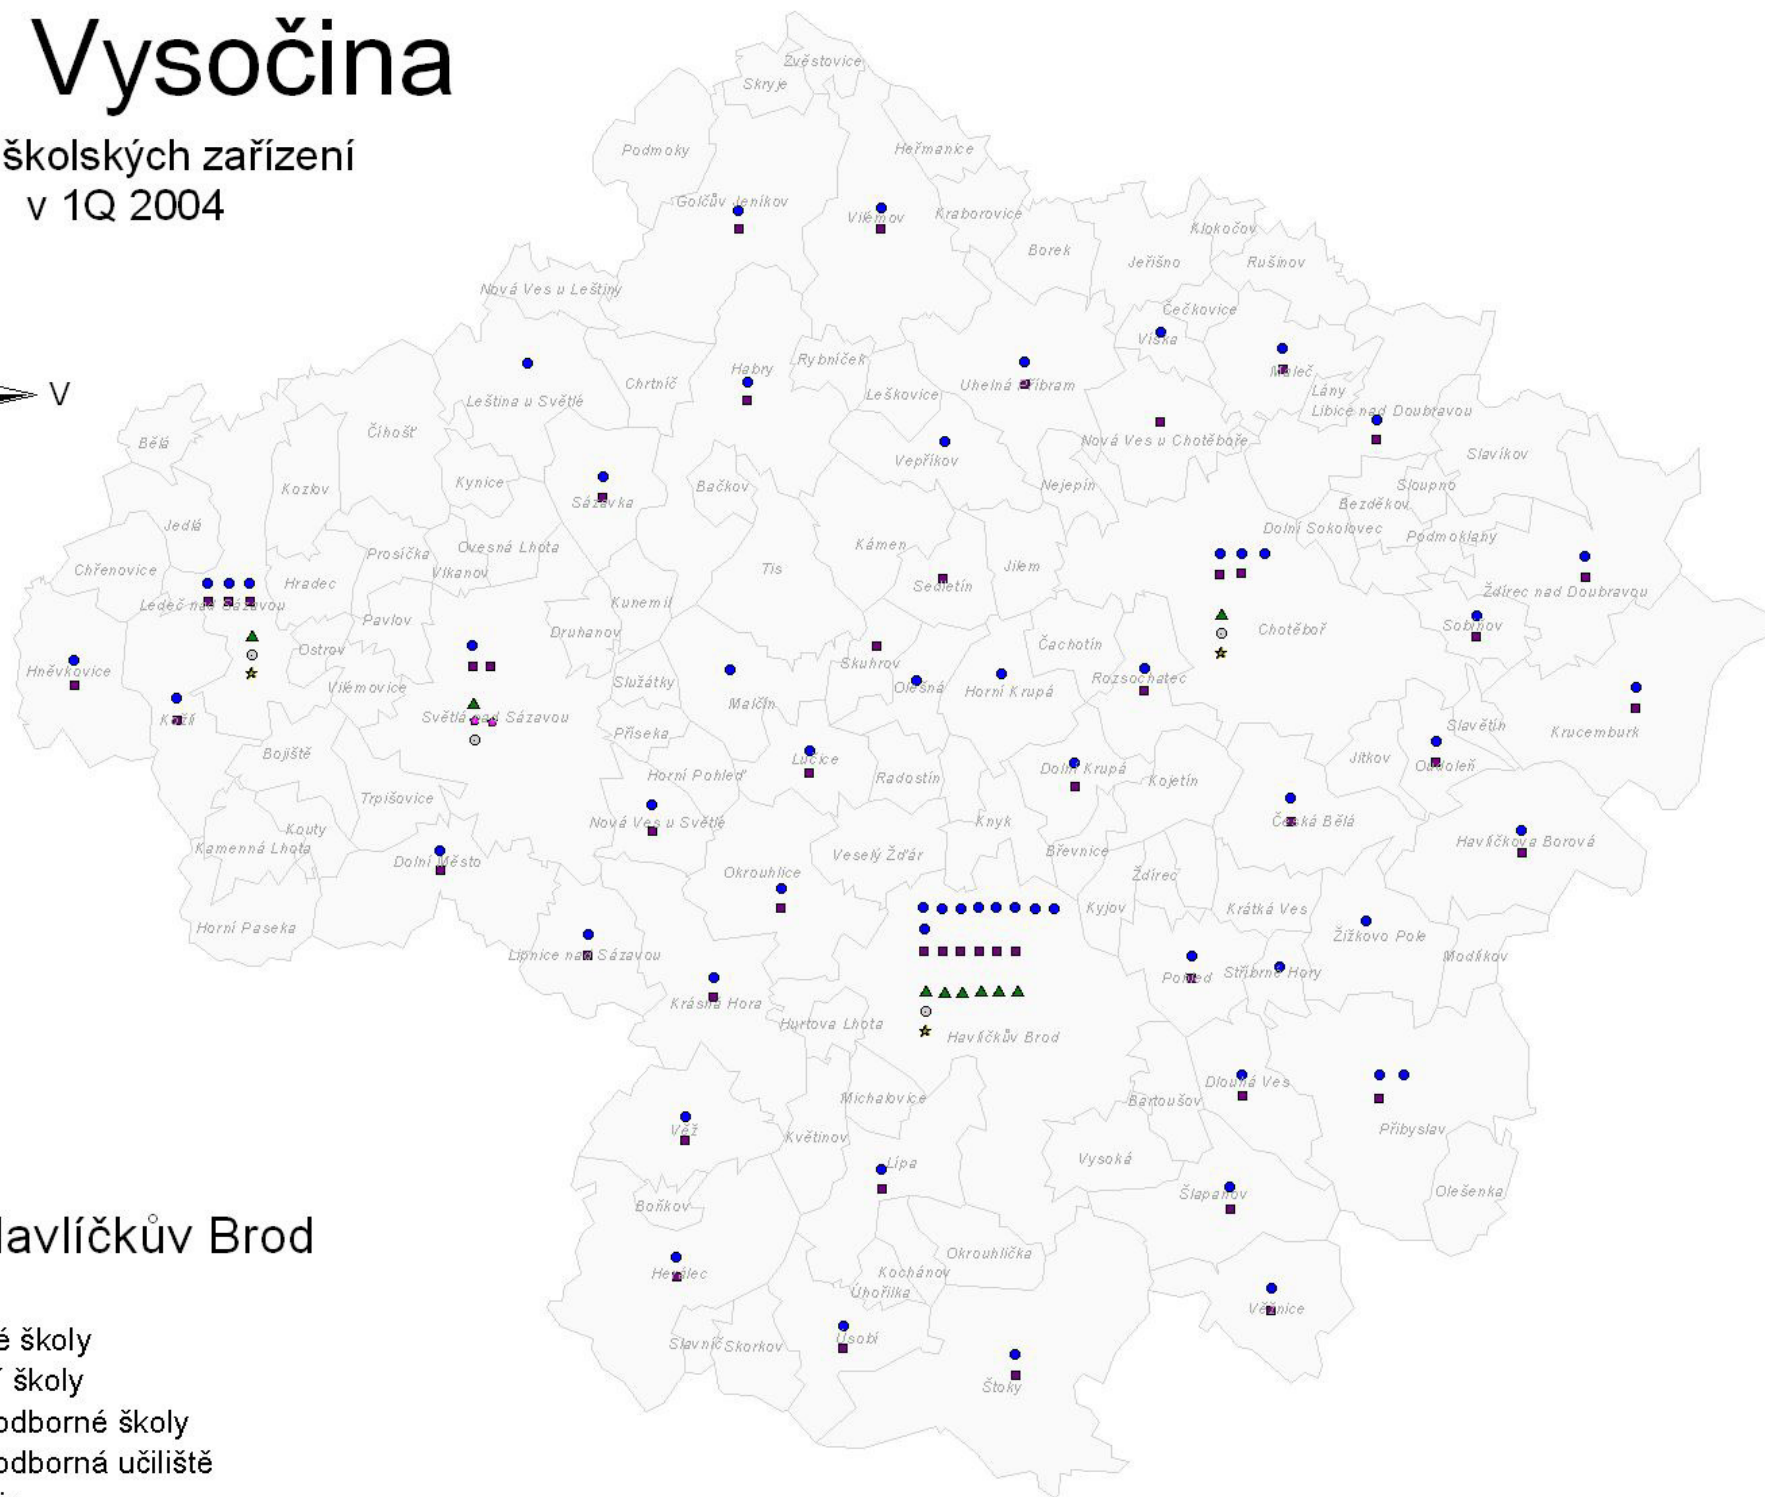 Vysočina
školských zařízení
v 1Q 2004
V
Zvěstovice
Skryje
Podmoky
Heřmanice
Golčův Jeníkov
Vilémov
Kraborovice
Klokočov
Borek
Jeřišno
Rušinov
Nová Ves u Leštiny
Čečkovice
Víska
Rybníček
Habry
Maleč
Chrtníč
Uhelná Příbram
Leškovice
Lány
Leština u Světlé
Libice nad Doubravou
Číhošť
Bělá
Nová Ves u Chotěboře
Slavíkov
Vepříkov
Kynice
Nejepín
Sloupno
Kozlov
Bačkov
Sázavka
Bezděkov
Jedlá
Dolní Sokolovec
Podmoklany
Kámen
Ovesná Lhota
Prosíčka
Jilem
Chřenovice
Tis
Vlkanov
Hradec
Sedletín
Ždírec nad Doubravou
Ledeč nad Sázavou
Kunemil
Pavlov
Sobíňov
Chotěboř
Druhanov
Čachotín
Ostrov
Skuhrov
Hněvkovice
Rozsochatec
Služátky
Vilémovice
Olešná
Horní Krupá
Malčín
Kožlí
Světlá nad Sázavou
Slavětín
Příseka
Krucemburk
Bojiště
Lučice
Jitkov
Oudoleň
Dolní Krupá
Horní Pohleď
Radostín
Kojetín
Trpišovice
Knyk
Česká Bělá
Nová Ves u Světlé
Kouty
Havlíčkova Borová
Kamenná Lhota
Břevnice
Veselý Žďár
Dolní Město
Okrouhlice
Ždírec
Kyjov
Krátká Ves
Horní Paseka
Žižkovo Pole
Lipnice nad Sázavou
Modlíkov
Stříbrné Hory
Pohled
Krásná Hora
Hurtova Lhota
Havlíčkův Brod
Dlouhá Ves
Michalovice
Bartoušov
Přibyslav
Věž
Květinov
Vysoká
Lípa
Šlapanov
Olešenka
Boňkov
Okrouhlička
Herálec
Kochánov
Úhořilka
Věžnice
Úsobí
Slavníč
Skorkov
Štoky
lavlíčkův Brod
é školy
í školy
odborné školy
odborná učiliště